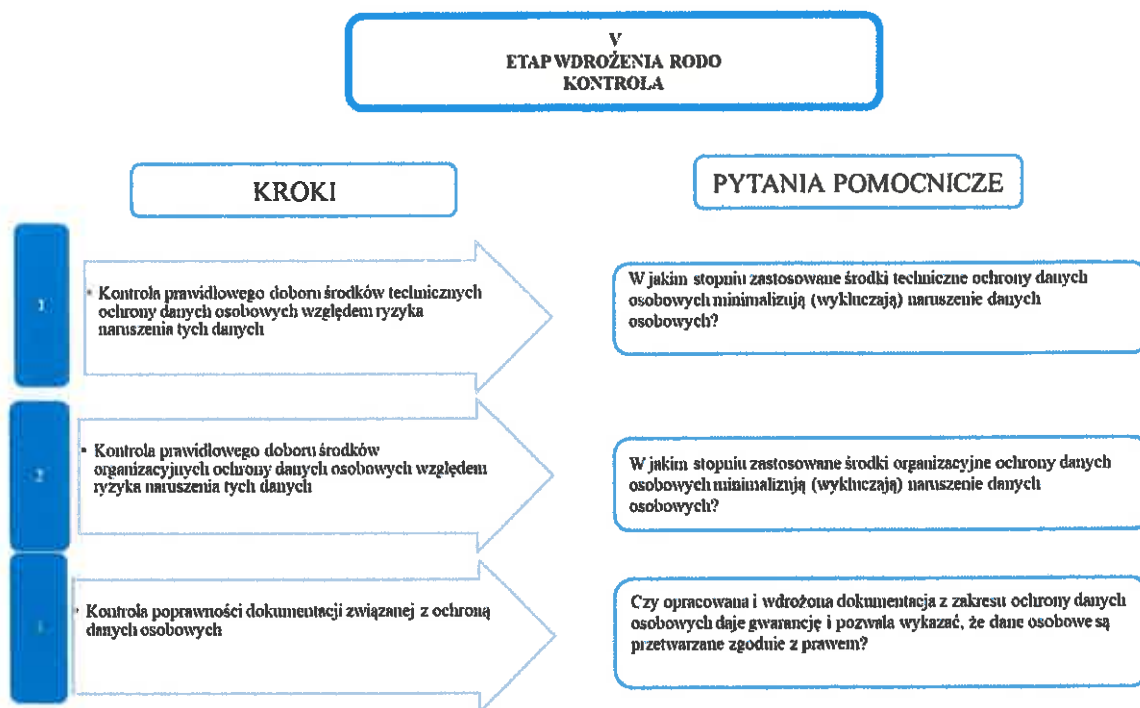 V
ETAP WDROŻENIA RODO
KONTROLA
KROKI
PYTANIA POMOCNICZE
1
• Kontrola prawidłowego doboru środków technicznych
ochrony danych osobowych względem ryzyka
naruszenia tych danych
W jakim stopniu zastosowane środki techniczne ochrony danych
osobowych minimalizują (wykluczają) naruszenie danych
osobowych?
2
• Kontrola prawidłowego doboru środków
organizacyjnych ochrony danych osobowych względem
ryzyka naruszenia tych danych
W jakim stopniu zastosowane środki organizacyjne ochrony danych
osobowych minimalizują (wykluczają) naruszenie danych
osobowych?
• Kontrola poprawności dokumentacji związanej z ochroną
danych osobowych
Czy opracowana i wdrożona dokumentacja z zakresu ochrony danych
osobowych daje gwarancję i pozwala wykazać, że dane osobowe są
przetwarzane zgodnie z prawem?